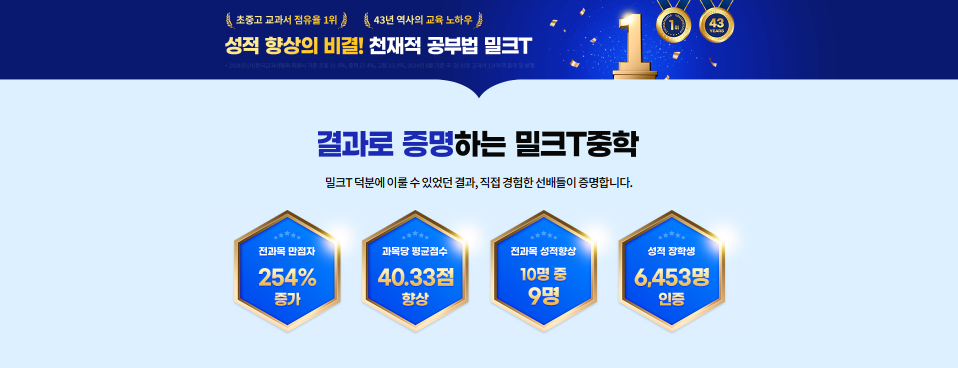 초중고 교과서 점유율 1위
43년 역사의 교육 노하우
성적 향상의 비결! 천재적 공부법 밀크T
1
1위
43
YEARS
결과로 증명하는 밀크T중학
밀크T 덕분에 이룰 수 있었던 결과, 직접 경험한 선배들이 증명합니다.
전과목 만점자
254%
증가
과목당 평균점수
40.33점
향상
전과목 성적향상
10명 중
9명
성적 장학생
6,453명
인증